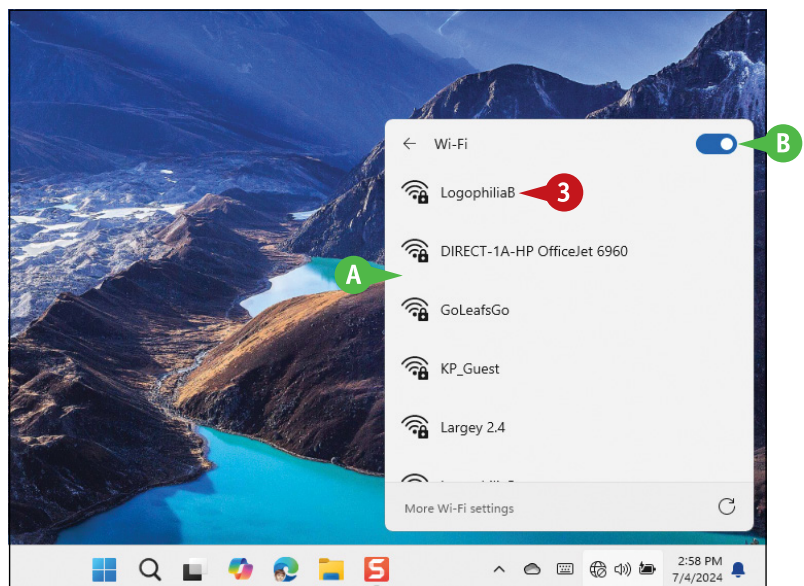 Wi-Fi
B
LogophiliaB
3
DIRECT-1A-HP OfficeJet 6960
A
GoLeafsGo
KP_Guest
Largey 2.4
More Wi-Fi settings
S
2:58 PM
7/4/2024